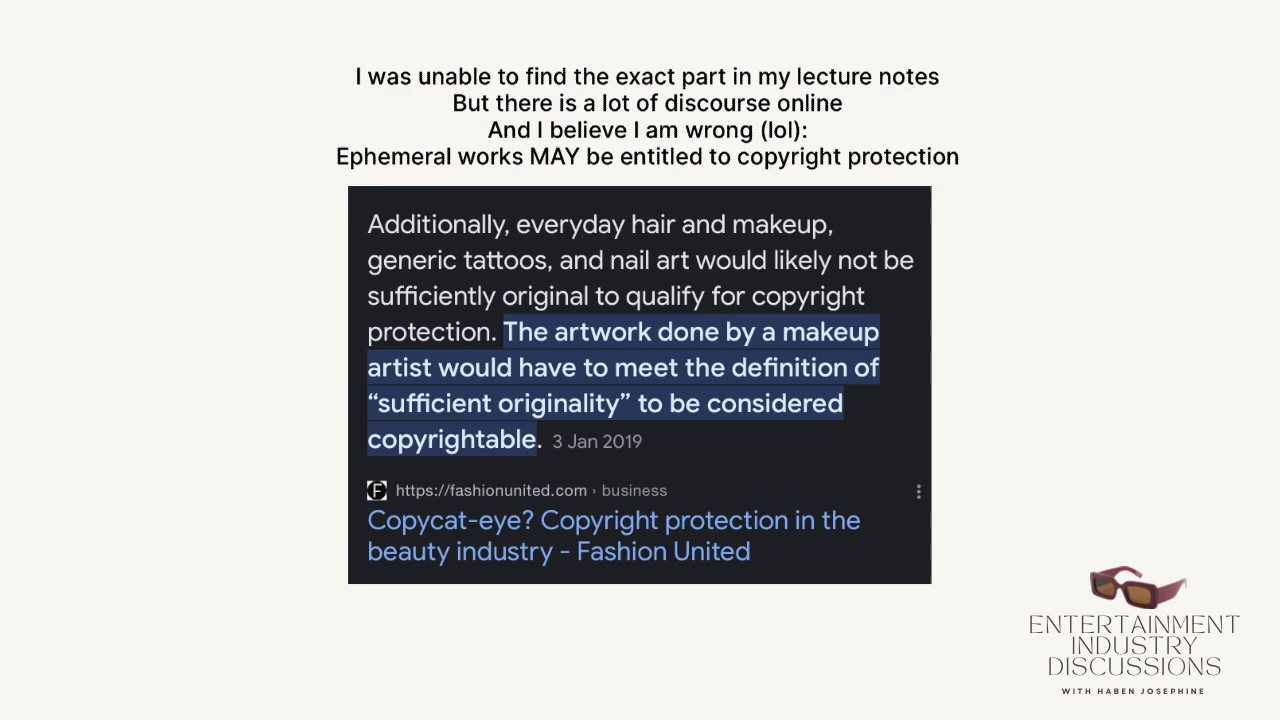 I was unable to find the exact part in my lecture notes
But there is a lot of discourse online
And I believe I am wrong (lol):
Ephemeral works MAY be entitled to copyright protection
Additionally, everyday hair and makeup,
generic tattoos, and nail art would likely not be
sufficiently original to qualify for copyright
protection. The artwork done by a makeup
artist would have to meet the definition of
“sufficient originality” to be considered
copyrightable. 3 Jan 2019
F https://fashionunited.com › business
Copycat-eye? Copyright protection in the
beauty industry - Fashion United
ENTERTAINMENT
INDUSTRY
DISCUSSIONS
WITH HABEN JOSEPHINE